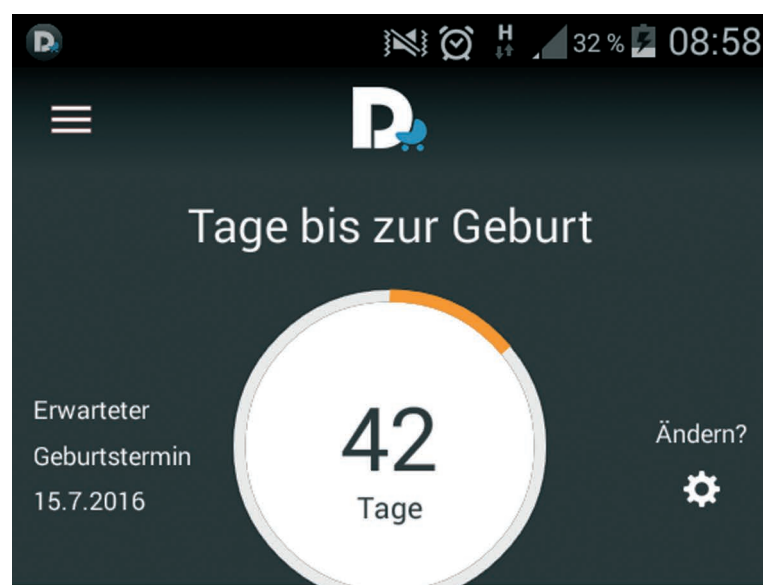 D
H 32 % 08:58
D
Tage bis zur Geburt
Erwarteter
Geburtstermin
15.7.2016
42
Tage
Ändern?